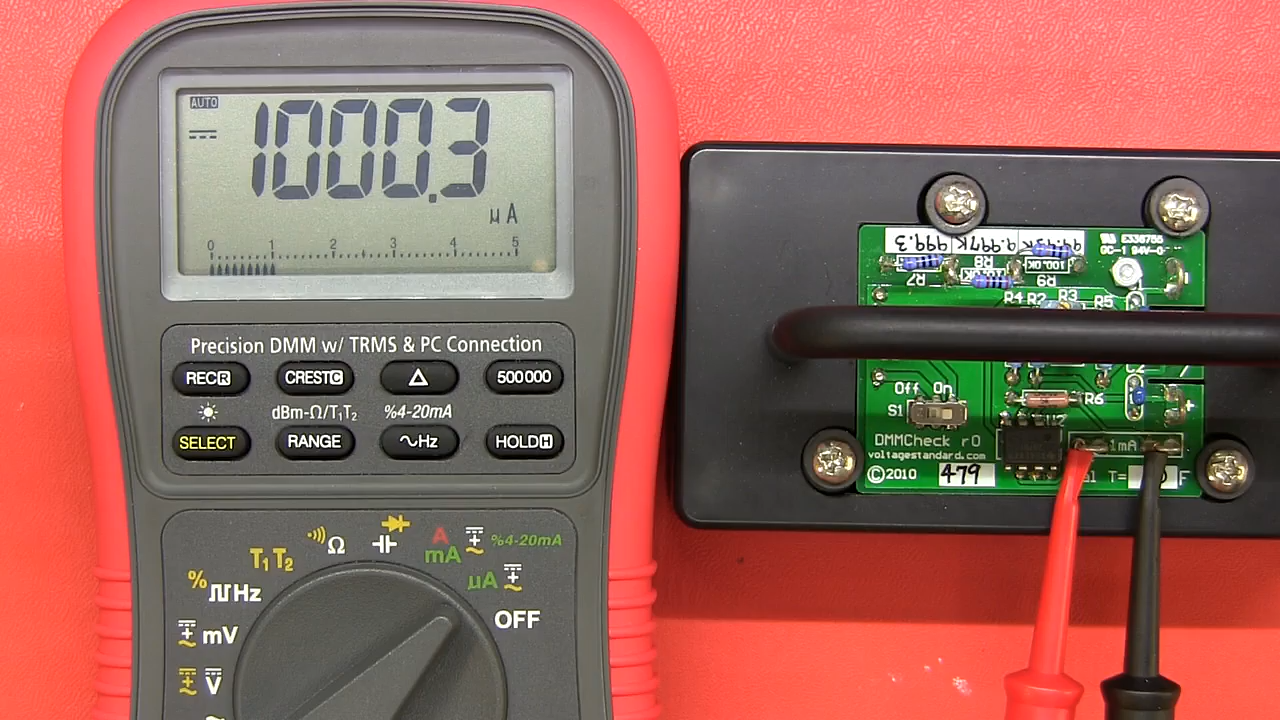 AUTO
1000.3
µA
0 1 2 3 4 5
Precision DMM w/ TRMS & PC Connection
REC R CREST C △ 500000
dBm-Ω/T1T2 %4-20mA
SELECT RANGE ∿Hz HOLD H
A
mA
%4-20mA
Ω
T1 T2
µA
% Hz
OFF
mV
V
999.3 9.997K
E336756
R7 R8 100.0K R9
R4 R2 R3 R5
Off On
S1
R6
DMMCheck r0
voltagestandard.com
1mA
©2010 479
T= F